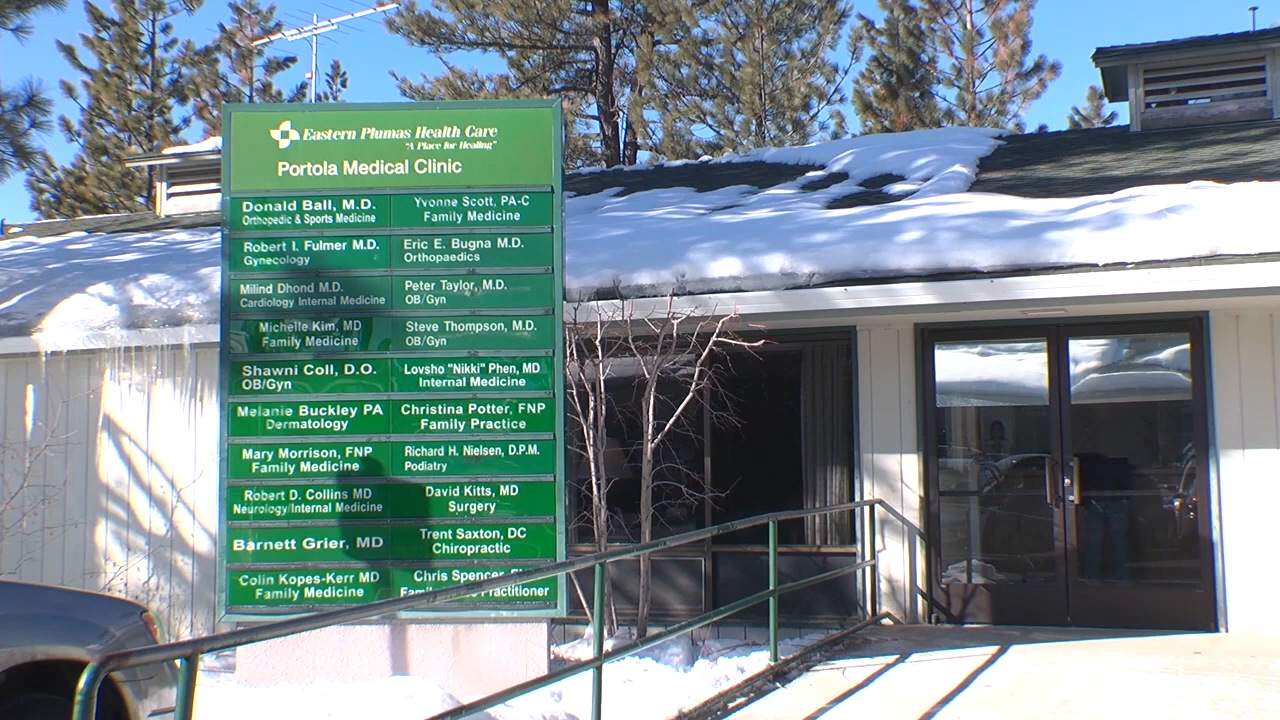 Eastern Plumas Health Care
"A Place for Healing"
Portola Medical Clinic
Donald Ball, M.D.
Orthopedic & Sports Medicine
Yvonne Scott, PA-C
Family Medicine
Robert I. Fulmer M.D.
Gynecology
Eric E. Bugna M.D.
Orthopaedics
Milind Dhond M.D.
Cardiology Internal Medicine
Peter Taylor, M.D.
OB/Gyn
Michelle Kim, MD
Family Medicine
Steve Thompson, M.D.
OB/Gyn
Shawni Coll, D.O.
OB/Gyn
Lovsho "Nikki" Phen, MD
Internal Medicine
Melanie Buckley PA
Dermatology
Christina Potter, FNP
Family Practice
Mary Morrison, FNP
Family Medicine
Richard H. Nielsen, D.P.M.
Podiatry
Robert D. Collins MD
Neurology/Internal Medicine
David Kitts, MD
Surgery
Barnett Grier, MD
Trent Saxton, DC
Chiropractic
Colin Kopes-Kerr MD
Family Medicine
Chris Spencer
Practitioner